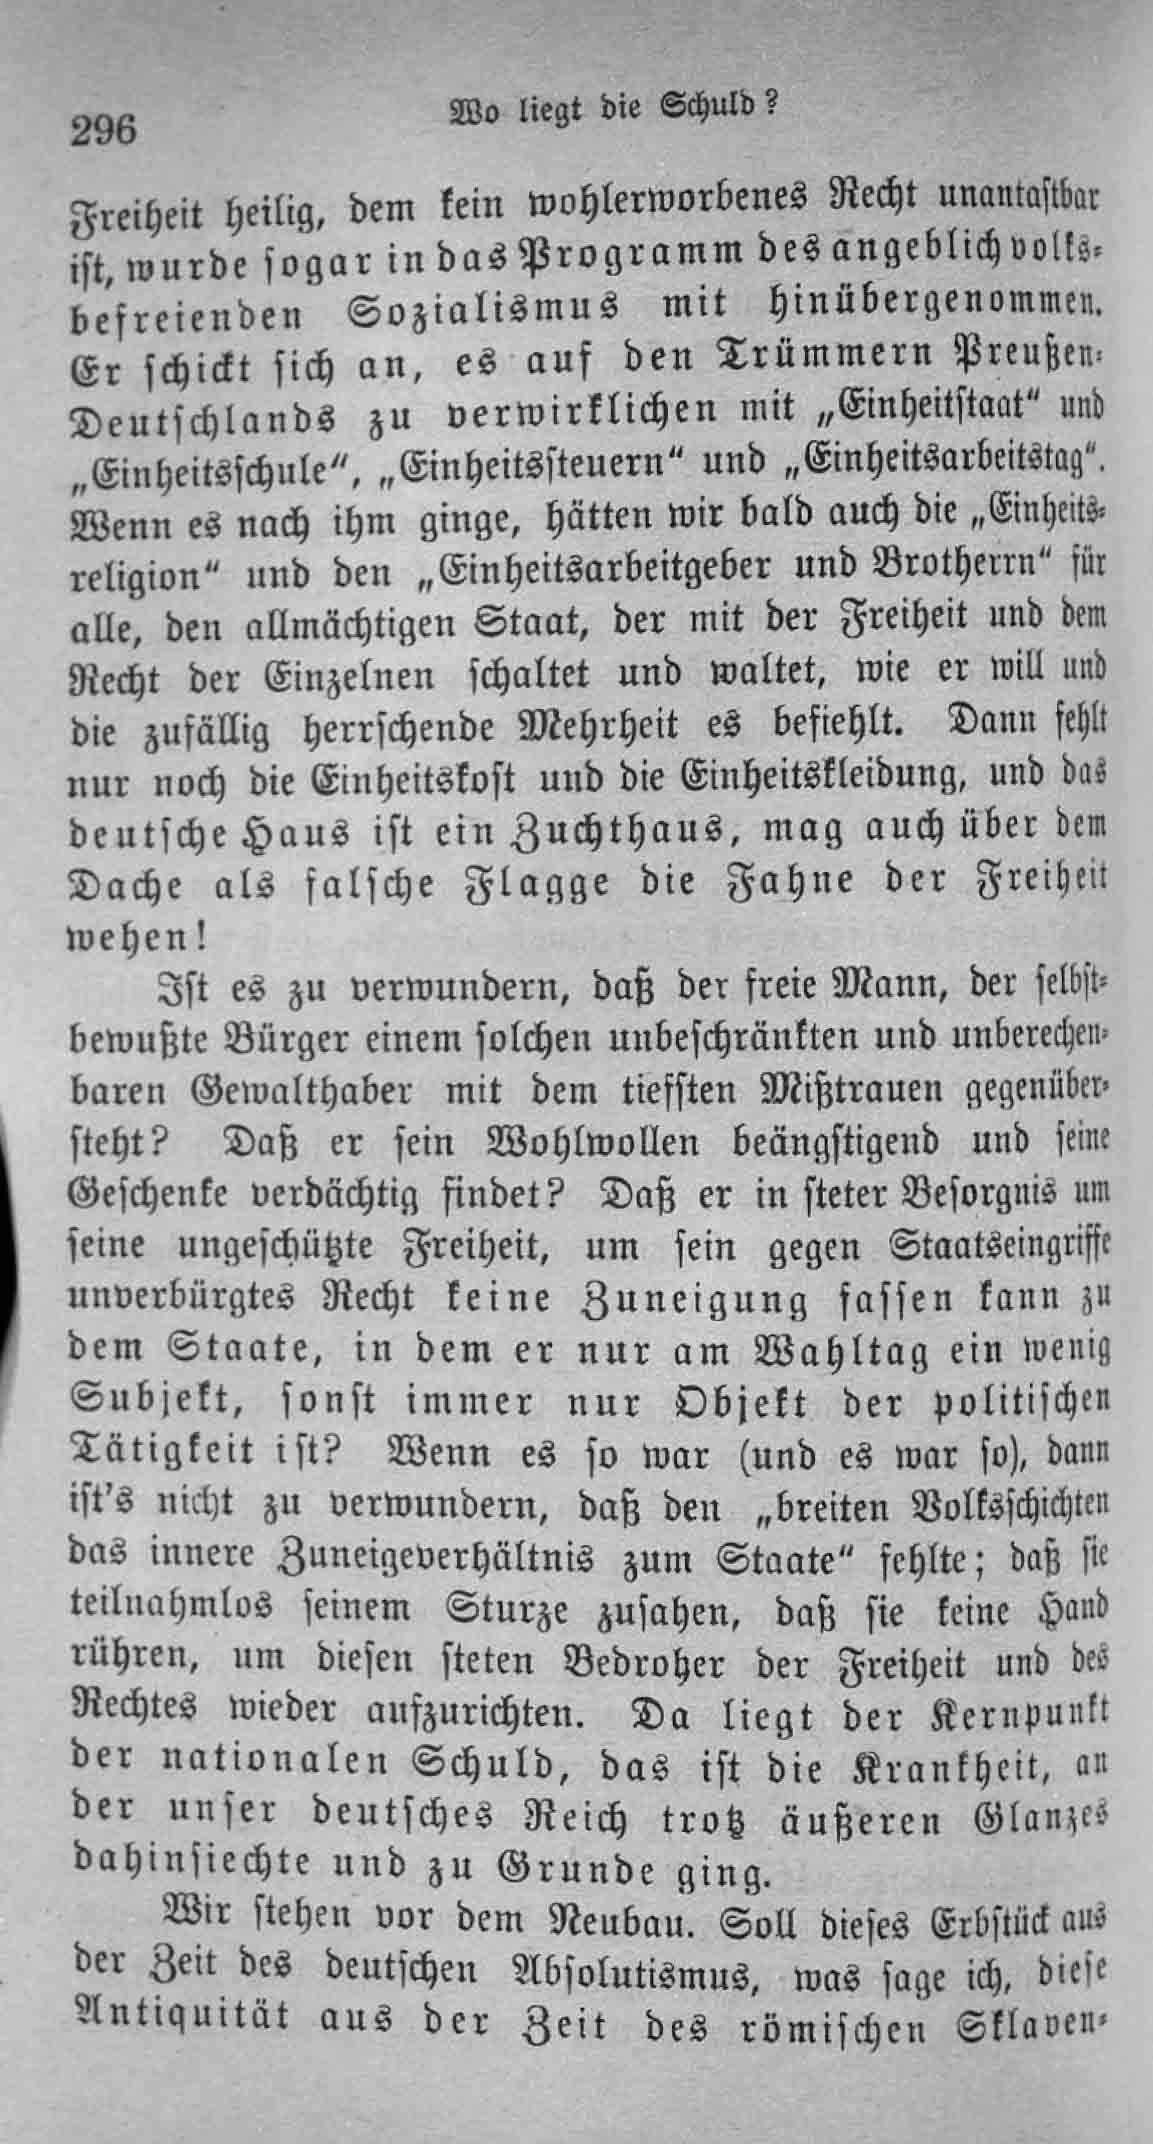 296
Wo liegt die Schuld?
Freiheit heilig, dem kein wohlerworbenes Recht unantastbar
ist, wurde sogar in das Programm des angeblich volks-
befreienden Sozialismus mit hinübergenommen.
Er schickt sich an, es auf den Trümmern Preußen-
Deutschlands zu verwirklichen mit „Einheitstaat“ und
„Einheitsschule“, „Einheitssteuern“ und „Einheitsarbeitstag“.
Wenn es nach ihm ginge, hätten wir bald auch die „Einheits-
religion“ und den „Einheitsarbeitgeber und Brotherrn“ für
alle, den allmächtigen Staat, der mit der Freiheit und dem
Recht der Einzelnen schaltet und waltet, wie er will und
die zufällig herrschende Mehrheit es befiehlt. Dann fehlt
nur noch die Einheitskost und die Einheitskleidung, und das
deutsche Haus ist ein Zuchthaus, mag auch über dem
Dache als falsche Flagge die Fahne der Freiheit
wehen!
Ist es zu verwundern, daß der freie Mann, der selbst-
bewußte Bürger einem solchen unbeschränkten und unberechen-
baren Gewalthaber mit dem tiefsten Mißtrauen gegenüber-
steht? Daß er sein Wohlwollen beängstigend und seine
Geschenke verdächtig findet? Daß er in steter Besorgnis um
seine ungeschützte Freiheit, um sein gegen Staatseingriffe
unverbürgtes Recht keine Zuneigung fassen kann zu
dem Staate, in dem er nur am Wahltag ein wenig
Subjekt, sonst immer nur Objekt der politischen
Tätigkeit ist? Wenn es so war (und es war so), dann
ist's nicht zu verwundern, daß den „breiten Volksschichten
das innere Zuneigeverhältnis zum Staate“ fehlte; daß sie
teilnahmlos seinem Sturze zusahen, daß sie keine Hand
rühren, um diesen steten Bedroher der Freiheit und des
Rechtes wieder aufzurichten. Da liegt der Kernpunkt
der nationalen Schuld, das ist die Krankheit, an
der unser deutsches Reich trotz äußeren Glanzes
dahinsiechte und zu Grunde ging.
Wir stehen vor dem Neubau. Soll dieses Erbstück aus
der Zeit des deutschen Absolutismus, was sage ich, diese
Antiquität aus der Zeit des römischen Sklaven-